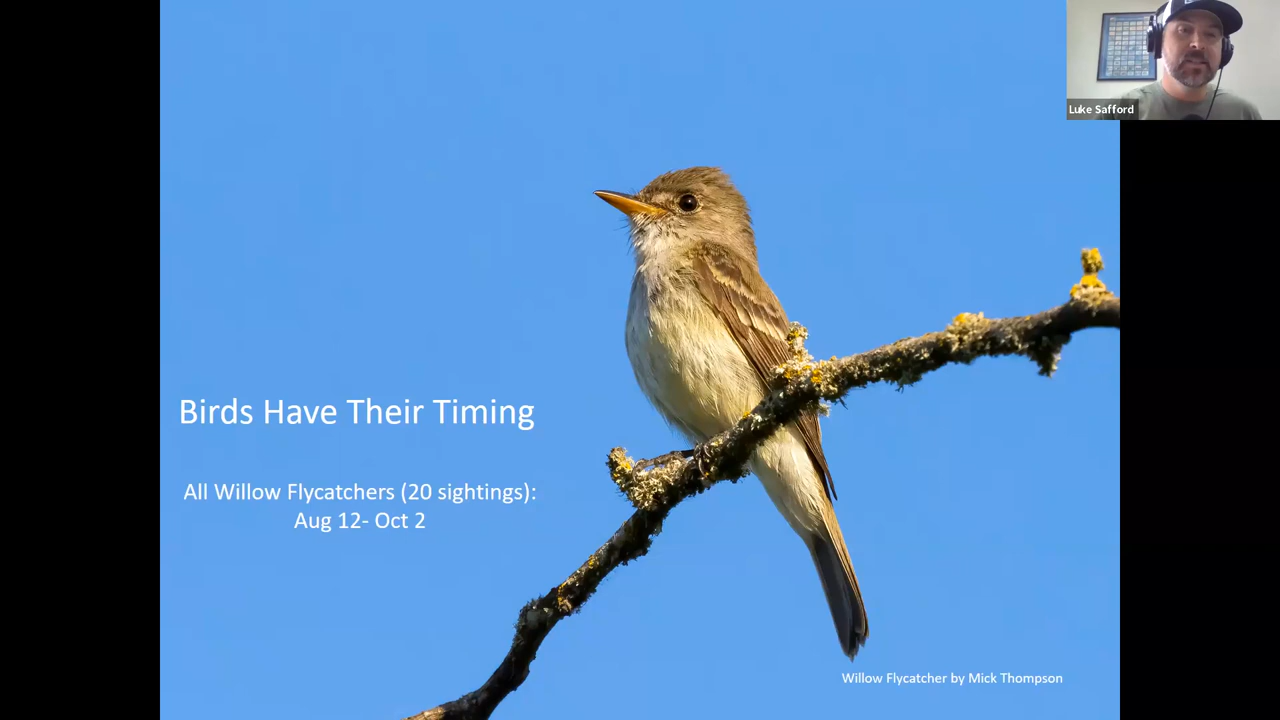 Luke Safford
Birds Have Their Timing
All Willow Flycatchers (20 sightings):
Aug 12- Oct 2
Willow Flycatcher by Mick Thompson